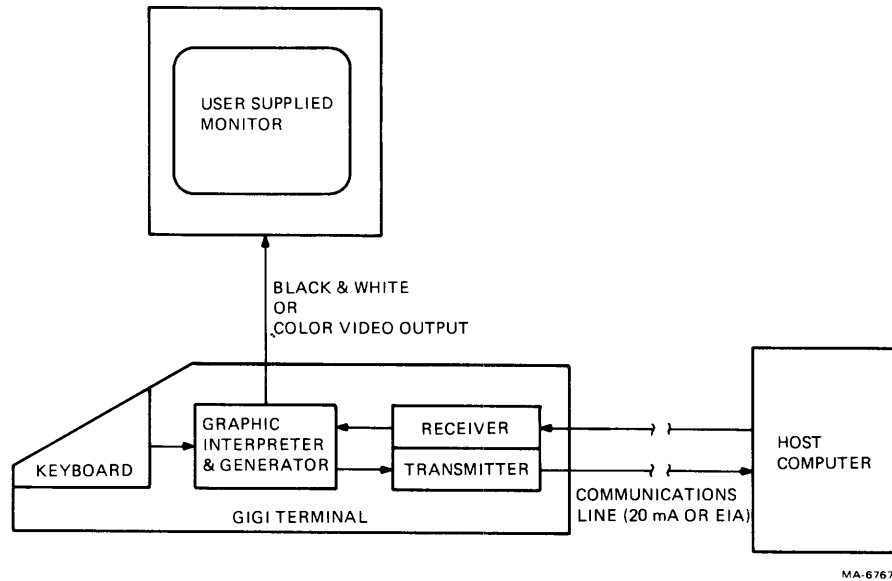 USER SUPPLIED
MONITOR
BLACK & WHITE
OR
COLOR VIDEO OUTPUT
KEYBOARD
GRAPHIC
INTERPRETER
& GENERATOR
RECEIVER
TRANSMITTER
GIGI TERMINAL
COMMUNICATIONS
LINE (20 mA OR EIA)
HOST
COMPUTER
MA-6767